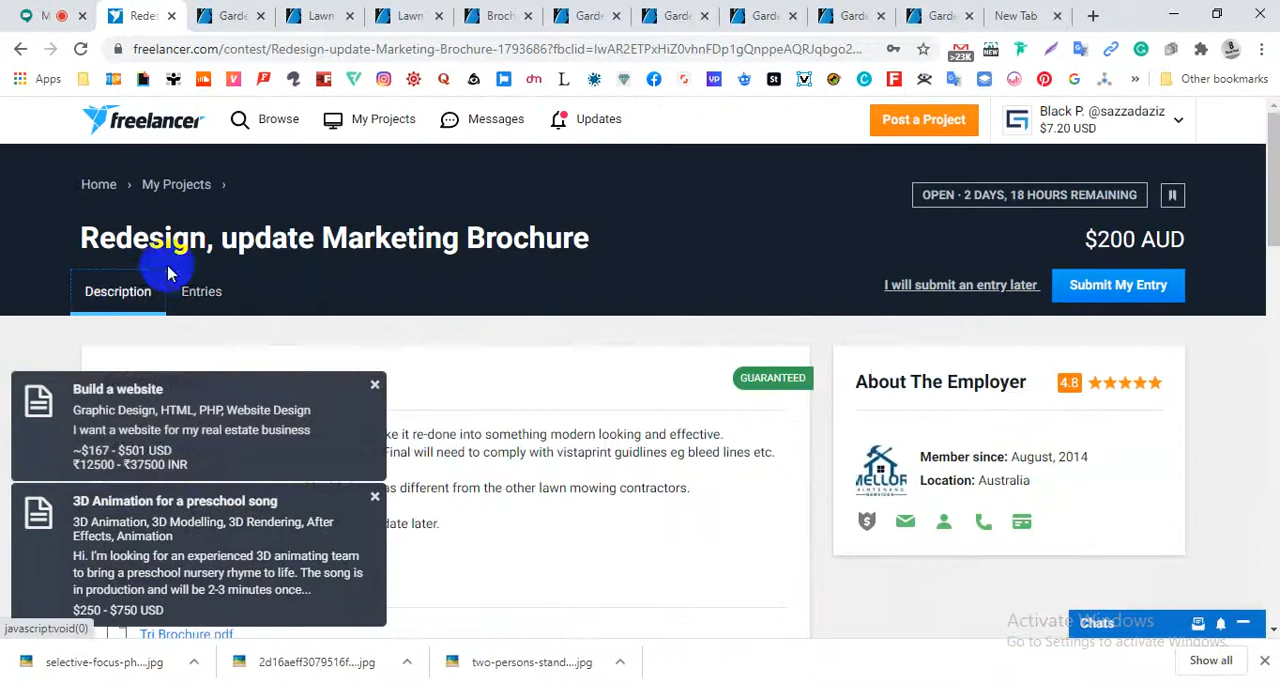 M
Redes
Garde
Lawn
Lawn
Broch
Garde
Garde
Garde
Garde
Garde
New Tab
freelancer.com/contest/Redesign-update-Marketing-Brochure-1793686?fbclid=IwAR2ETPxHiZ0vhnFDp1gQnppeAQRJqbgo2...
>23K
NEW
Apps
Other bookmarks
freelancer
Browse
My Projects
Messages
Updates
Post a Project
Black P. @sazzadaziz
$7.20 USD
Home › My Projects ›
OPEN · 2 DAYS, 18 HOURS REMAINING
Redesign, update Marketing Brochure
$200 AUD
Description
Entries
I will submit an entry later
Submit My Entry
GUARANTEED
About The Employer
4.8
Build a website
Graphic Design, HTML, PHP, Website Design
I want a website for my real estate business
~$167 - $501 USD
₹12500 - ₹37500 INR
ke it re-done into something modern looking and effective.
Final will need to comply with vistaprint guidlines eg bleed lines etc.
as different from the other lawn mowing contractors.
date later.
MELLOR
Member since: August, 2014
Location: Australia
3D Animation for a preschool song
3D Animation, 3D Modelling, 3D Rendering, After
Effects, Animation
Hi. I'm looking for an experienced 3D animating team
to bring a preschool nursery rhyme to life. The song is
in production and will be 2-3 minutes once...
$250 - $750 USD
javascript:void(0)
Tri Brochure.pdf
Activate Windows
Go to Settings to activate Windows.
Chats
selective-focus-ph....jpg
2d16aeff3079516f....jpg
two-persons-stand....jpg
Show all